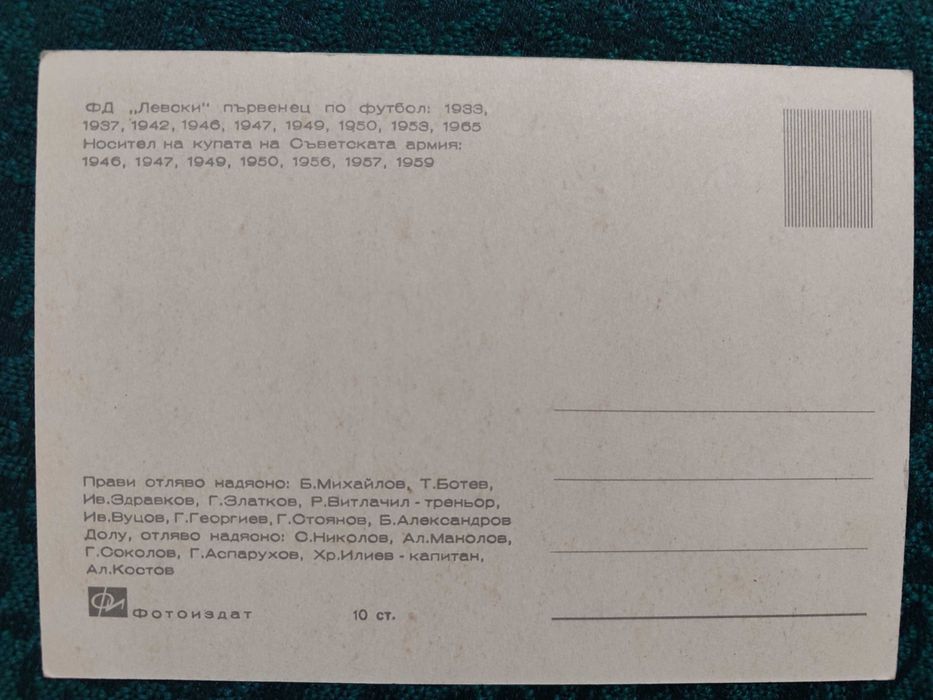 ФД „Левски“ първенец по футбол: 1933,
1937, 1942, 1946, 1947, 1949, 1950, 1953, 1965
Носител на купата на Съветската армия:
1946, 1947, 1949, 1950, 1956, 1957, 1959
Прави отляво надясно: Б.Михайлов, Т.Ботев,
Ив.Здравков, Г.Златков, Р.Витлачил - треньор,
Ив.Вуцов, Г.Георгиев, Г.Стоянов, Б.Александров
Долу, отляво надясно: С.Николов, Ал.Манолов,
Г.Соколов, Г.Аспарухов, Хр.Илиев - капитан,
Ал.Костов
ФИ Фотоиздат 10 ст.